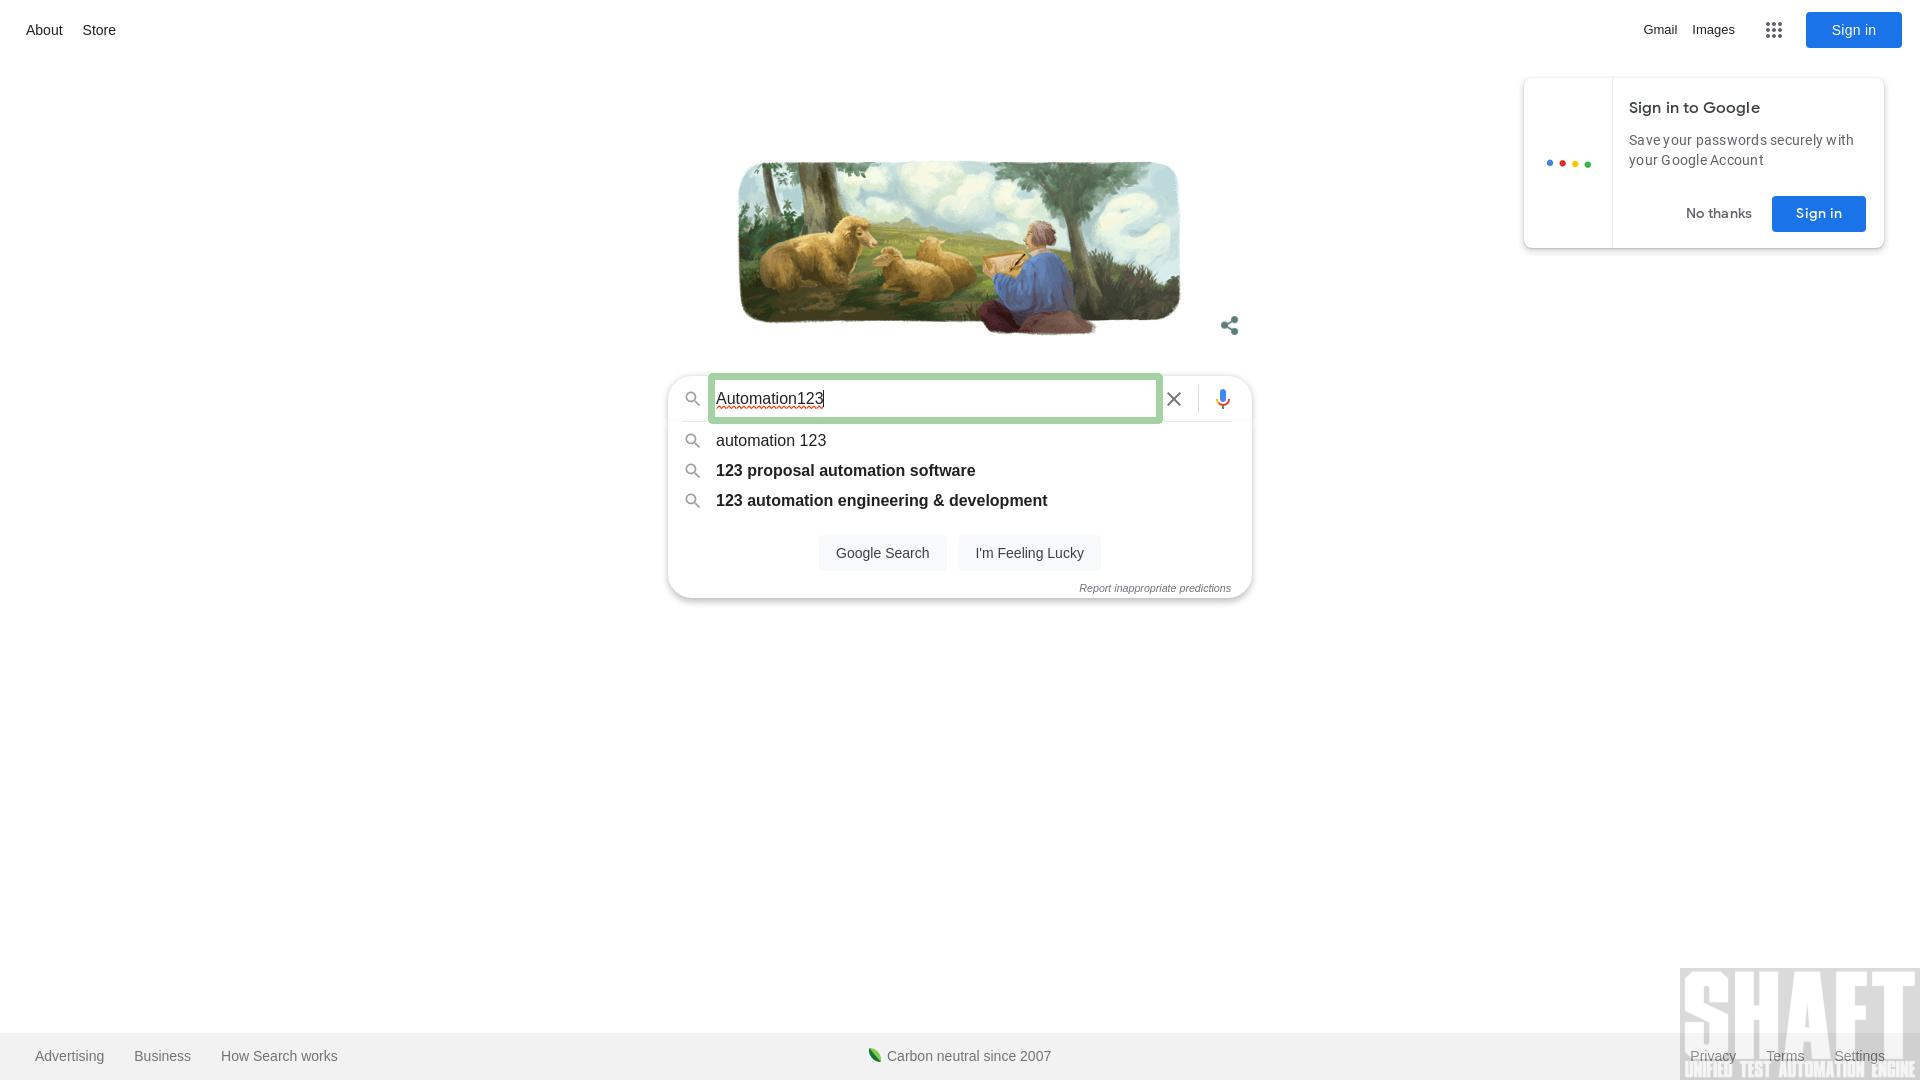 About Store
Gmail Images Sign in
Sign in to Google
Save your passwords securely with
your Google Account
No thanks Sign in
Automation123
automation 123
123 proposal automation software
123 automation engineering & development
Google Search I'm Feeling Lucky
Report inappropriate predictions
Advertising Business How Search works
Carbon neutral since 2007
Privacy Terms Settings
SHAFT
UNIFIED TEST AUTOMATION ENGINE